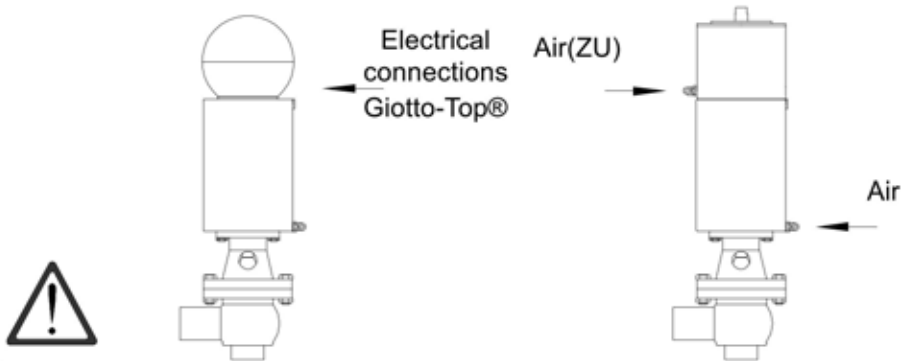 Electrical
connections
Giotto-Top®
Air(ZU)
Air